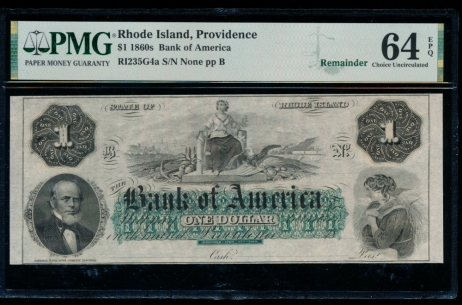 PMG
PAPER MONEY GUARANTY
Rhode Island, Providence
$1 1860s Bank of America
RI235G4a S/N None pp B
Remainder
64 EPQ
Choice Uncirculated
STATE OF RHODE ISLAND
1 1
B No.
THE
Bank of America
ONE DOLLAR
Cash. Pres.